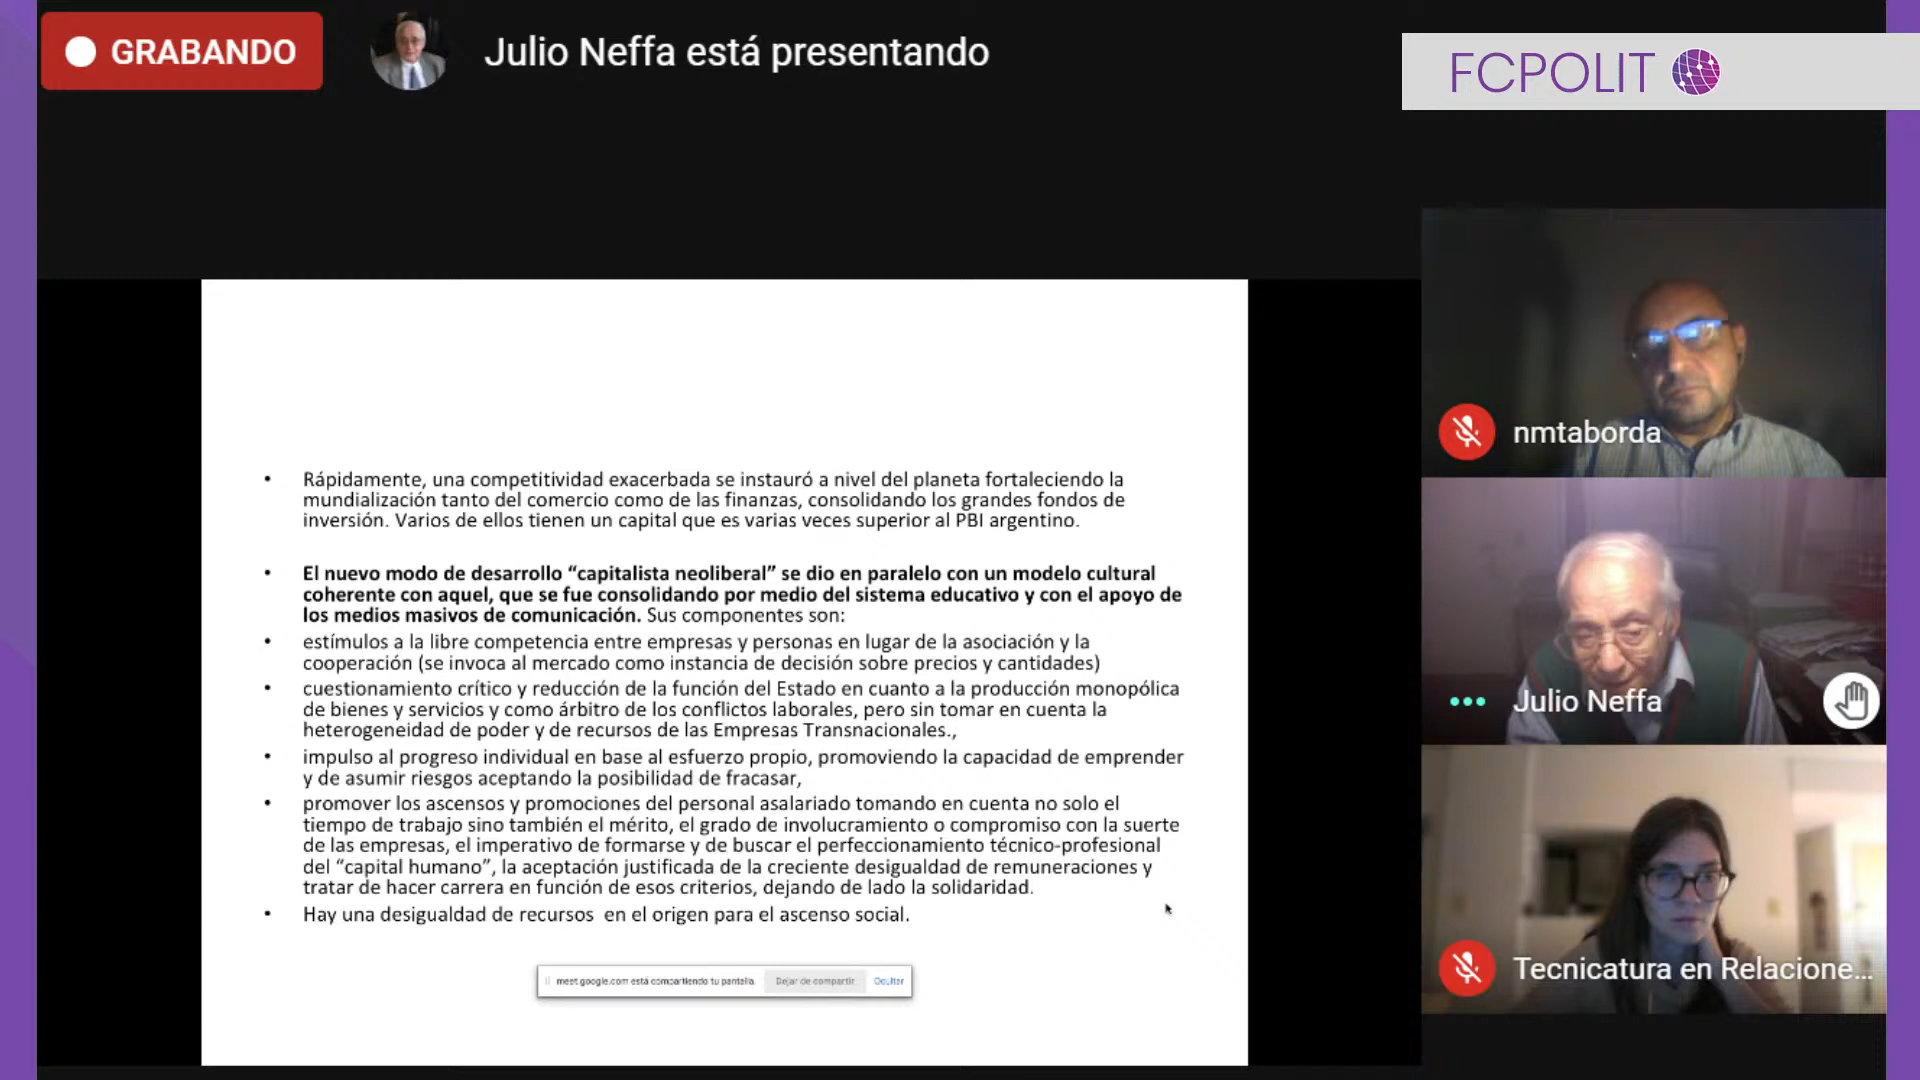 GRABANDO
Julio Neffa está presentando
FCPOLIT
• Rápidamente, una competitividad exacerbada se instauró a nivel del planeta fortaleciendo la
mundialización tanto del comercio como de las finanzas, consolidando los grandes fondos de
inversión. Varios de ellos tienen un capital que es varias veces superior al PBI argentino.
• El nuevo modo de desarrollo “capitalista neoliberal” se dio en paralelo con un modelo cultural
coherente con aquel, que se fue consolidando por medio del sistema educativo y con el apoyo de
los medios masivos de comunicación. Sus componentes son:
• estímulos a la libre competencia entre empresas y personas en lugar de la asociación y la
cooperación (se invoca al mercado como instancia de decisión sobre precios y cantidades)
• cuestionamiento crítico y reducción de la función del Estado en cuanto a la producción monopólica
de bienes y servicios y como árbitro de los conflictos laborales, pero sin tomar en cuenta la
heterogeneidad de poder y de recursos de las Empresas Transnacionales.,
• impulso al progreso individual en base al esfuerzo propio, promoviendo la capacidad de emprender
y de asumir riesgos aceptando la posibilidad de fracasar,
• promover los ascensos y promociones del personal asalariado tomando en cuenta no solo el
tiempo de trabajo sino también el mérito, el grado de involucramiento o compromiso con la suerte
de las empresas, el imperativo de formarse y de buscar el perfeccionamiento técnico-profesional
del “capital humano”, la aceptación justificada de la creciente desigualdad de remuneraciones y
tratar de hacer carrera en función de esos criterios, dejando de lado la solidaridad.
• Hay una desigualdad de recursos en el origen para el ascenso social.
meet.google.com está compartiendo tu pantalla. Dejar de compartir Ocultar
nmtaborda
Julio Neffa
Tecnicatura en Relacione...